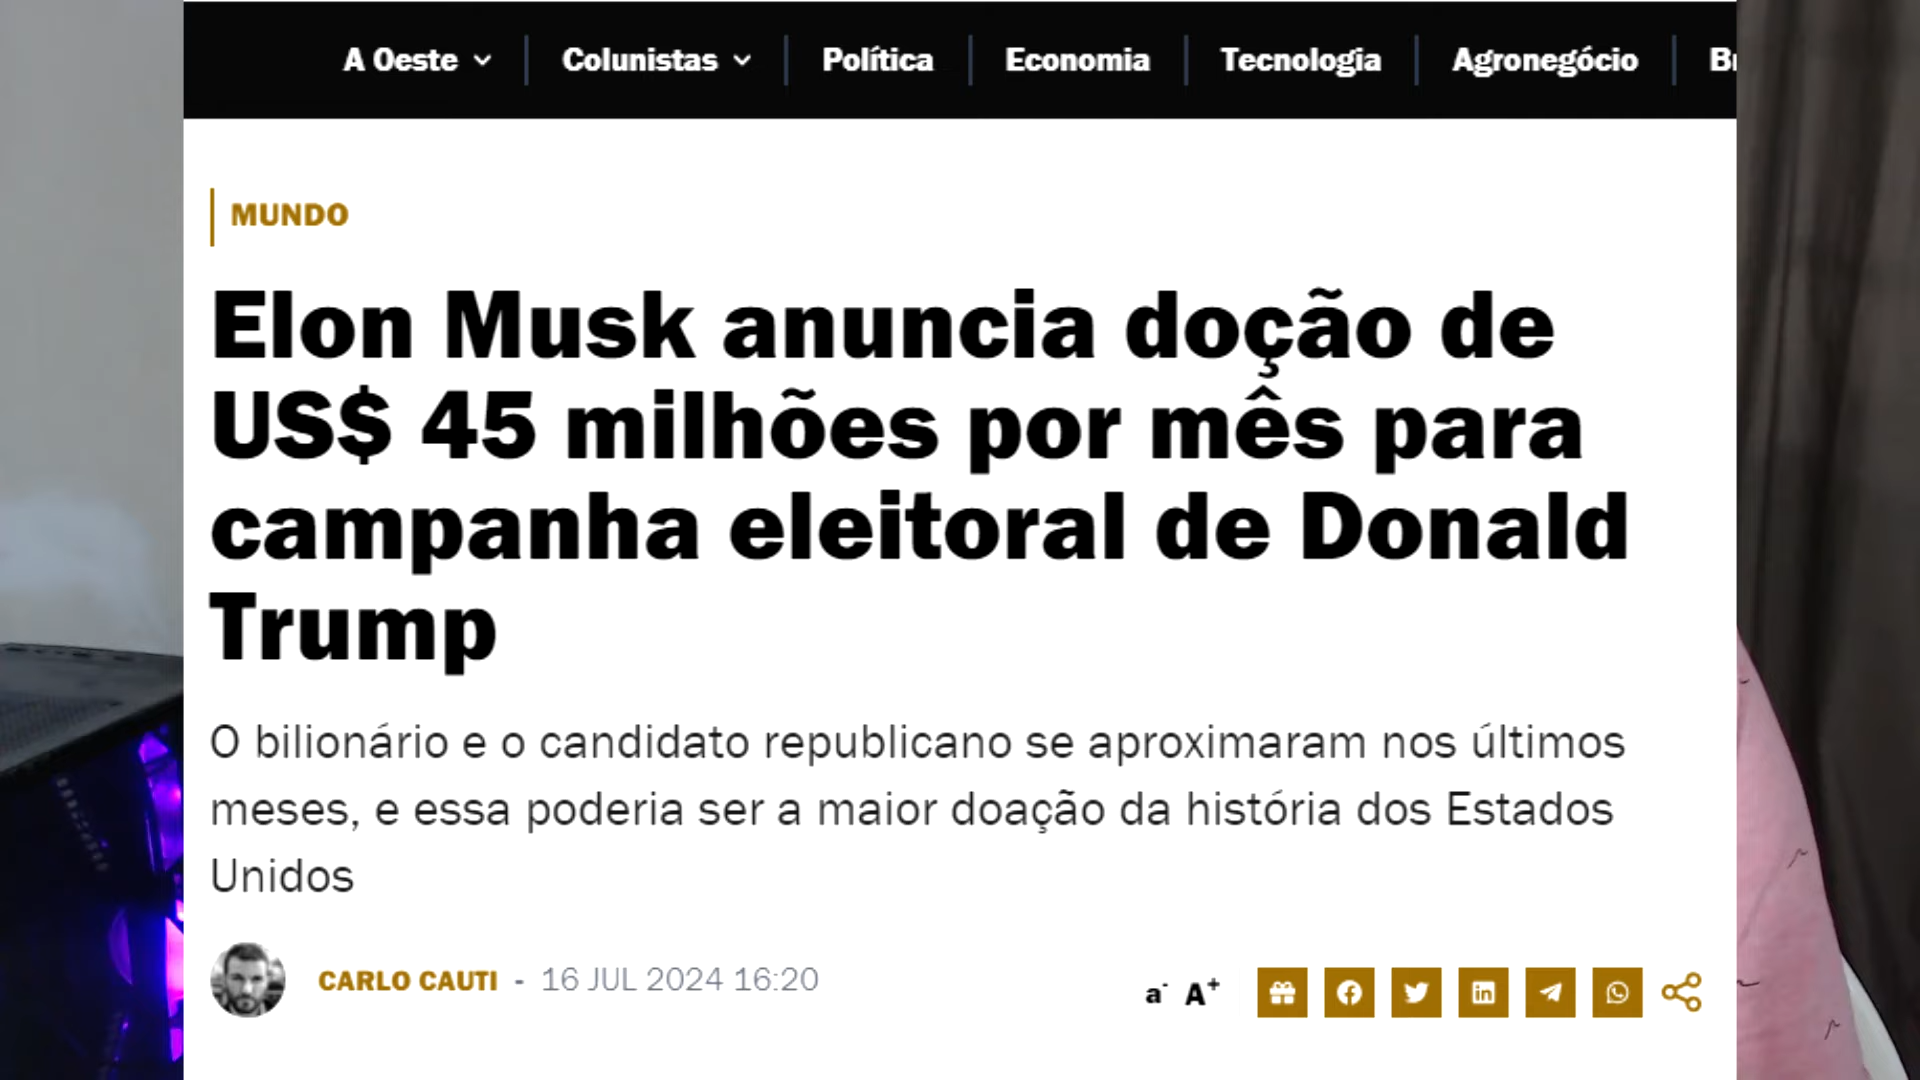 A Oeste
Colunistas
Política
Economia
Tecnologia
Agronegócio
MUNDO
Elon Musk anuncia doção de
US$ 45 milhões por mês para
campanha eleitoral de Donald
Trump
O bilionário e o candidato republicano se aproximaram nos últimos
meses, e essa poderia ser a maior doação da história dos Estados
Unidos
CARLO CAUTI - 16 JUL 2024 16:20
a- A+